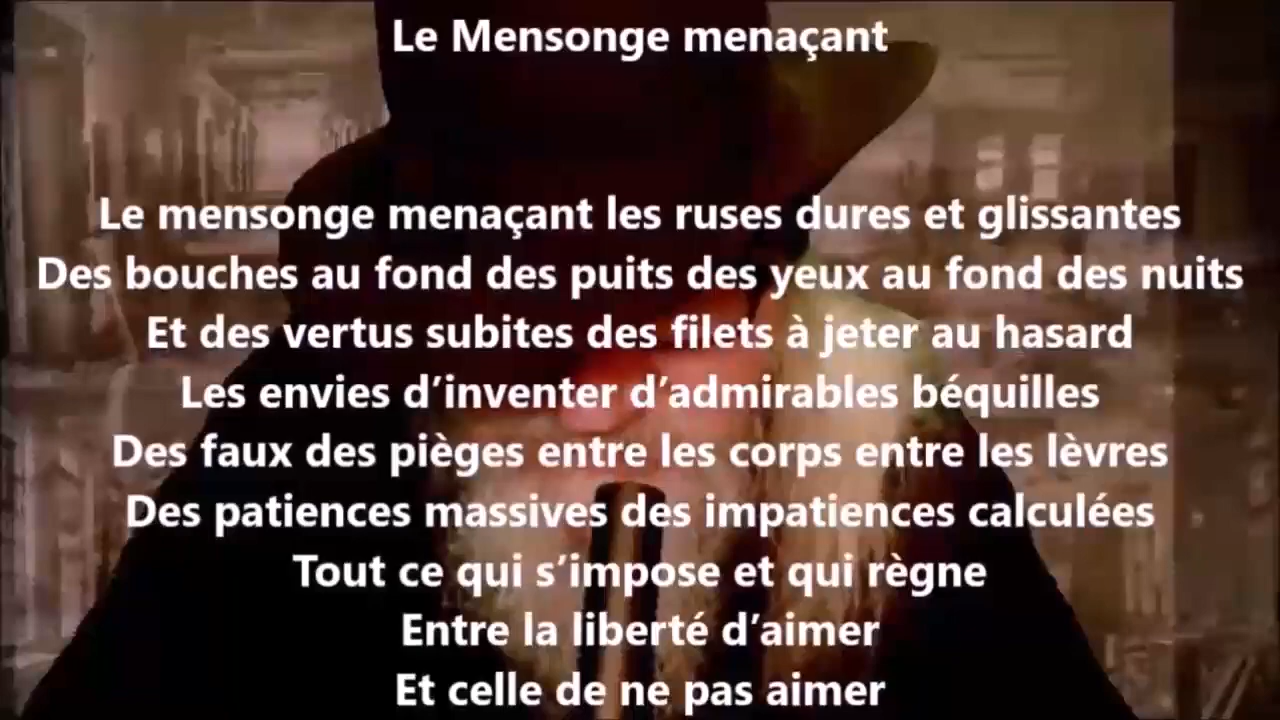 Le Mensonge menaçant
Le mensonge menaçant les ruses dures et glissantes
Des bouches au fond des puits des yeux au fond des nuits
Et des vertus subites des filets à jeter au hasard
Les envies d’inventer d’admirables béquilles
Des faux des pièges entre les corps entre les lèvres
Des patiences massives des impatiences calculées
Tout ce qui s’impose et qui règne
Entre la liberté d’aimer
Et celle de ne pas aimer